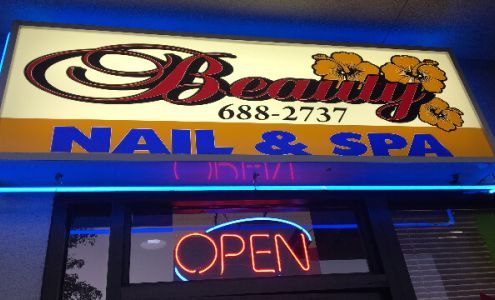 Beauty
688-2737
NAIL & SPA
OPEN